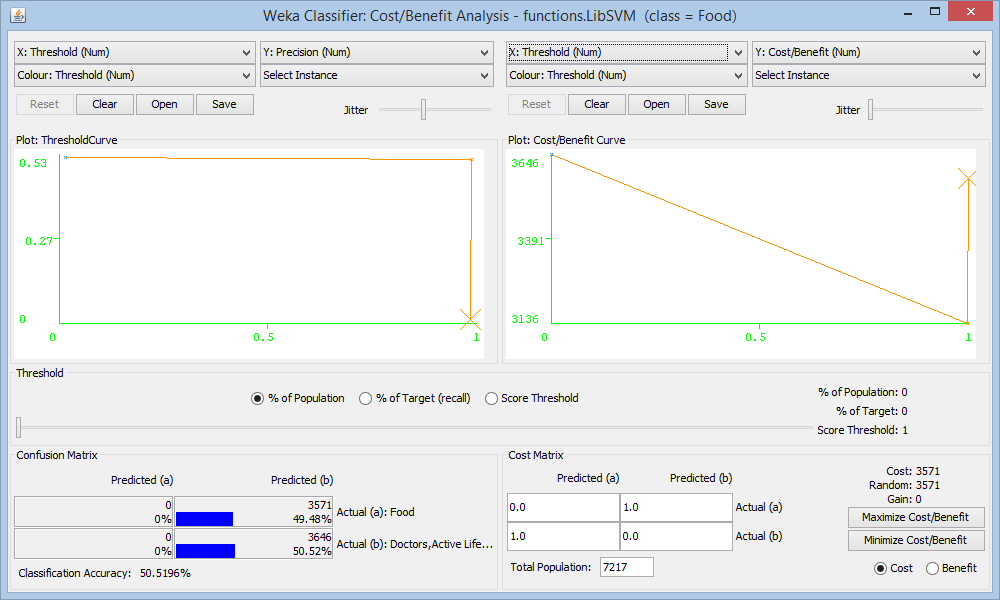 Weka Classifier: Cost/Benefit Analysis - functions.LibSVM (class = Food)
X: Threshold (Num) Y: Precision (Num) X: Threshold (Num) Y: Cost/Benefit (Num)
Colour: Threshold (Num) Select Instance Colour: Threshold (Num) Select Instance
Reset Clear Open Save Jitter Reset Clear Open Save Jitter
Plot: ThresholdCurve Plot: Cost/Benefit Curve
0.53 3646
0.27 3391
0 3136
0 0.5 1 0 0.5 1
Threshold
% of Population % of Target (recall) Score Threshold % of Population: 0
% of Target: 0
Score Threshold: 1
Confusion Matrix
Predicted (a) Predicted (b)
0 3571
0% 49.48% Actual (a): Food
0 3646
0% 50.52% Actual (b): Doctors,Active Life...
Classification Accuracy: 50.5196%
Cost Matrix
Predicted (a) Predicted (b)
0.0 1.0 Actual (a)
1.0 0.0 Actual (b)
Total Population: 7217
Cost: 3571
Random: 3571
Gain: 0
Maximize Cost/Benefit
Minimize Cost/Benefit
Cost Benefit